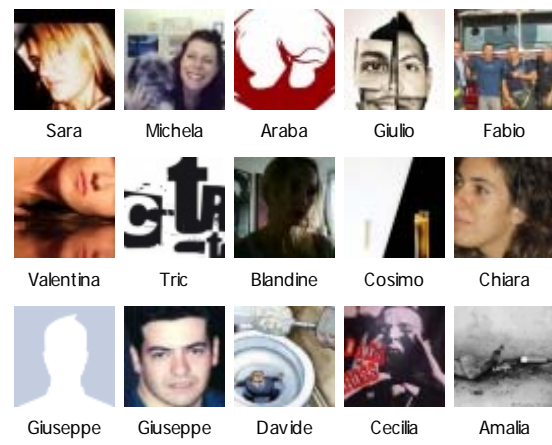 Sara Michela Araba Giulio Fabio
Valentina Tric Blandine Cosimo Chiara
Giuseppe Giuseppe Davide Cecilia Amalia